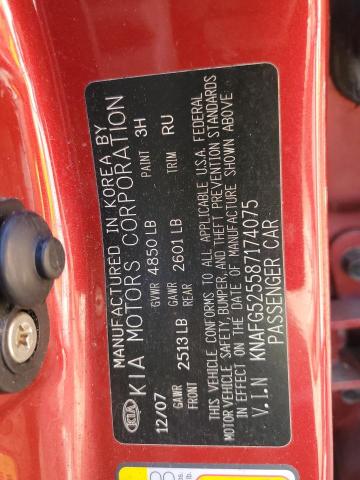 MANUFACTURED IN KOREA BY
KIA KIA MOTORS CORPORATION
12/07 GVWR 4850 LB PAINT 3H
GAWR FRONT 2513 LB GAWR REAR 2601 LB TRIM RU
THIS VEHICLE CONFORMS TO ALL APPLICABLE U.S.A. FEDERAL
MOTOR VEHICLE SAFETY, BUMPER, AND THEFT PREVENTION STANDARDS
IN EFFECT ON THE DATE OF MANUFACTURE SHOWN ABOVE
V.I.N KNAFG525587174075
PASSENGER CAR